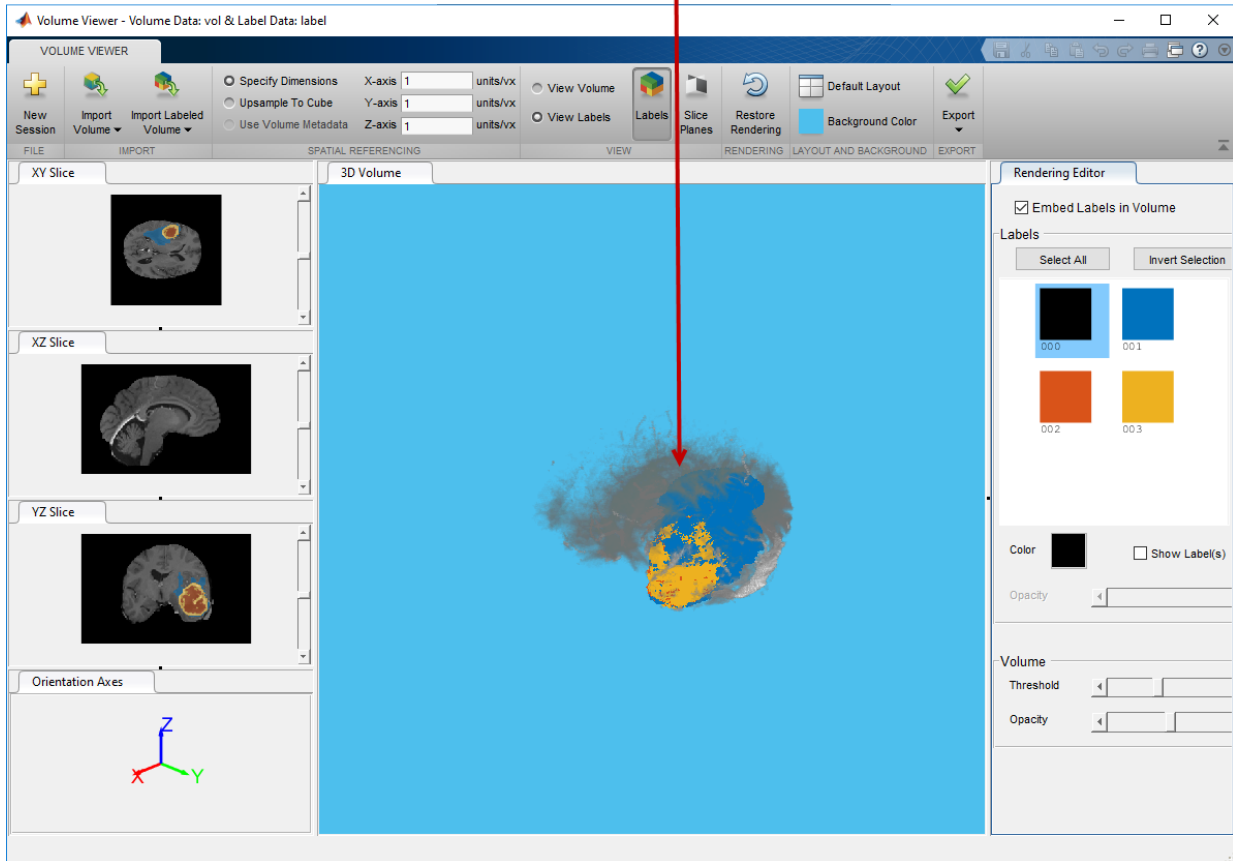 Volume Viewer - Volume Data: vol & Label Data: label
VOLUME VIEWER
New Session
Import Volume
Import Labeled Volume
FILE
IMPORT
Specify Dimensions
Upsample To Cube
Use Volume Metadata
X-axis 1 units/vx
Y-axis 1 units/vx
Z-axis 1 units/vx
SPATIAL REFERENCING
View Volume
View Labels
Labels
Slice Planes
VIEW
Restore Rendering
RENDERING
Default Layout
Background Color
LAYOUT AND BACKGROUND
Export
EXPORT
XY Slice
XZ Slice
YZ Slice
Orientation Axes
Z
X
Y
3D Volume
Rendering Editor
Embed Labels in Volume
Labels
Select All
Invert Selection
000
001
002
003
Color
Show Label(s)
Opacity
Volume
Threshold
Opacity